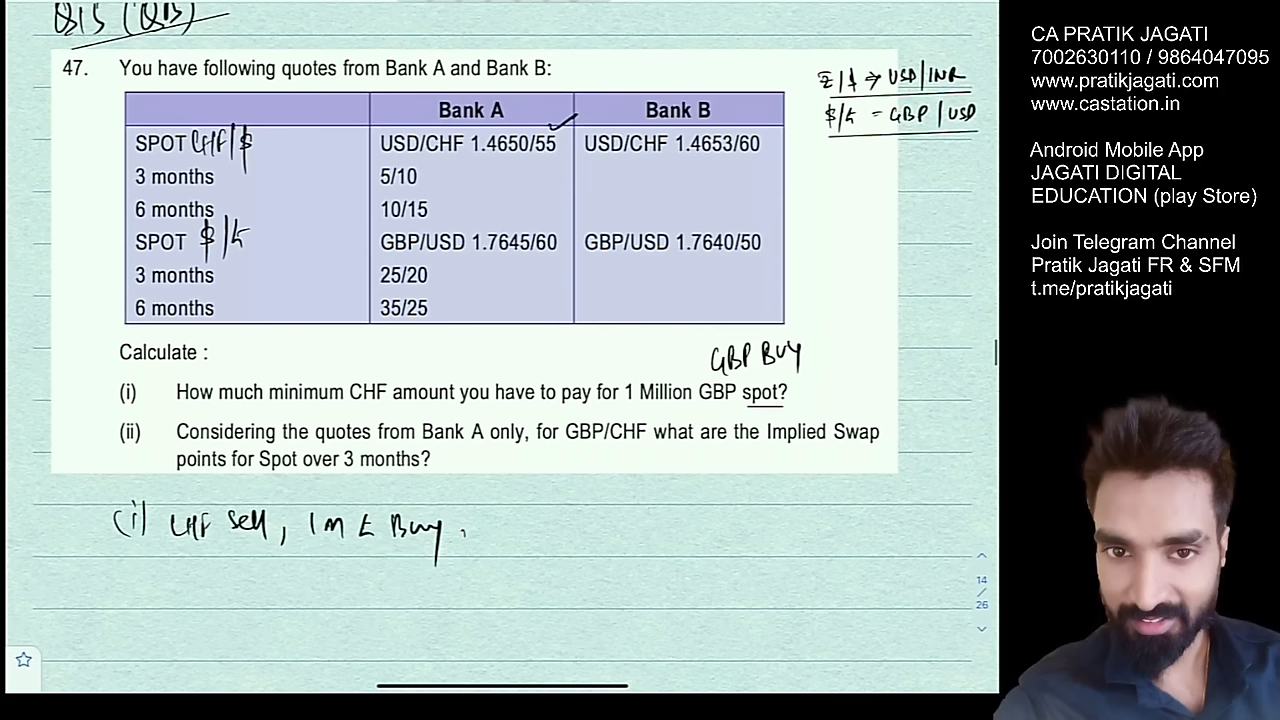 Q15 (QB)
47. You have following quotes from Bank A and Bank B:
Bank A Bank B
SPOT CHF/$ USD/CHF 1.4650/55 USD/CHF 1.4653/60
3 months 5/10
6 months 10/15
SPOT $/£ GBP/USD 1.7645/60 GBP/USD 1.7640/50
3 months 25/20
6 months 35/25
Calculate :
GBP BUY
(i) How much minimum CHF amount you have to pay for 1 Million GBP spot?
(ii) Considering the quotes from Bank A only, for GBP/CHF what are the Implied Swap
points for Spot over 3 months?
(i) CHF Sell, 1M £ Buy.
₹/$ → USD/INR
$/£ = GBP/USD
14
/
26
CA PRATIK JAGATI
7002630110 / 9864047095
www.pratikjagati.com
www.castation.in
Android Mobile App
JAGATI DIGITAL
EDUCATION (play Store)
Join Telegram Channel
Pratik Jagati FR & SFM
t.me/pratikjagati